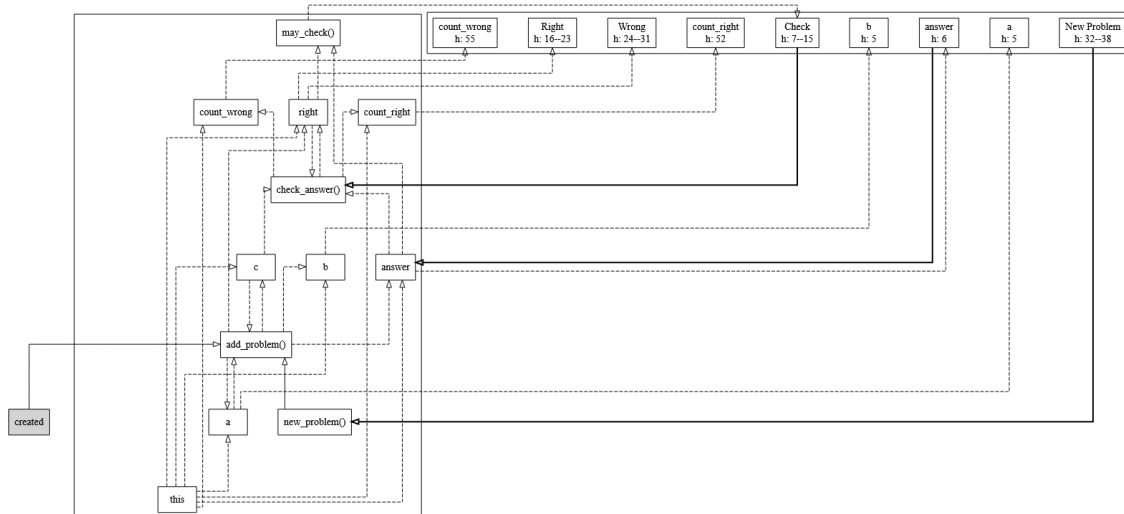 may_check()
count_wrong
h: 55
Right
h: 16--23
Wrong
h: 24--31
count_right
h: 52
Check
h: 7--15
b
h: 5
answer
h: 6
a
h: 5
New Problem
h: 32--38
count_wrong
right
count_right
check_answer()
c
b
answer
add_problem()
created
a
new_problem()
this